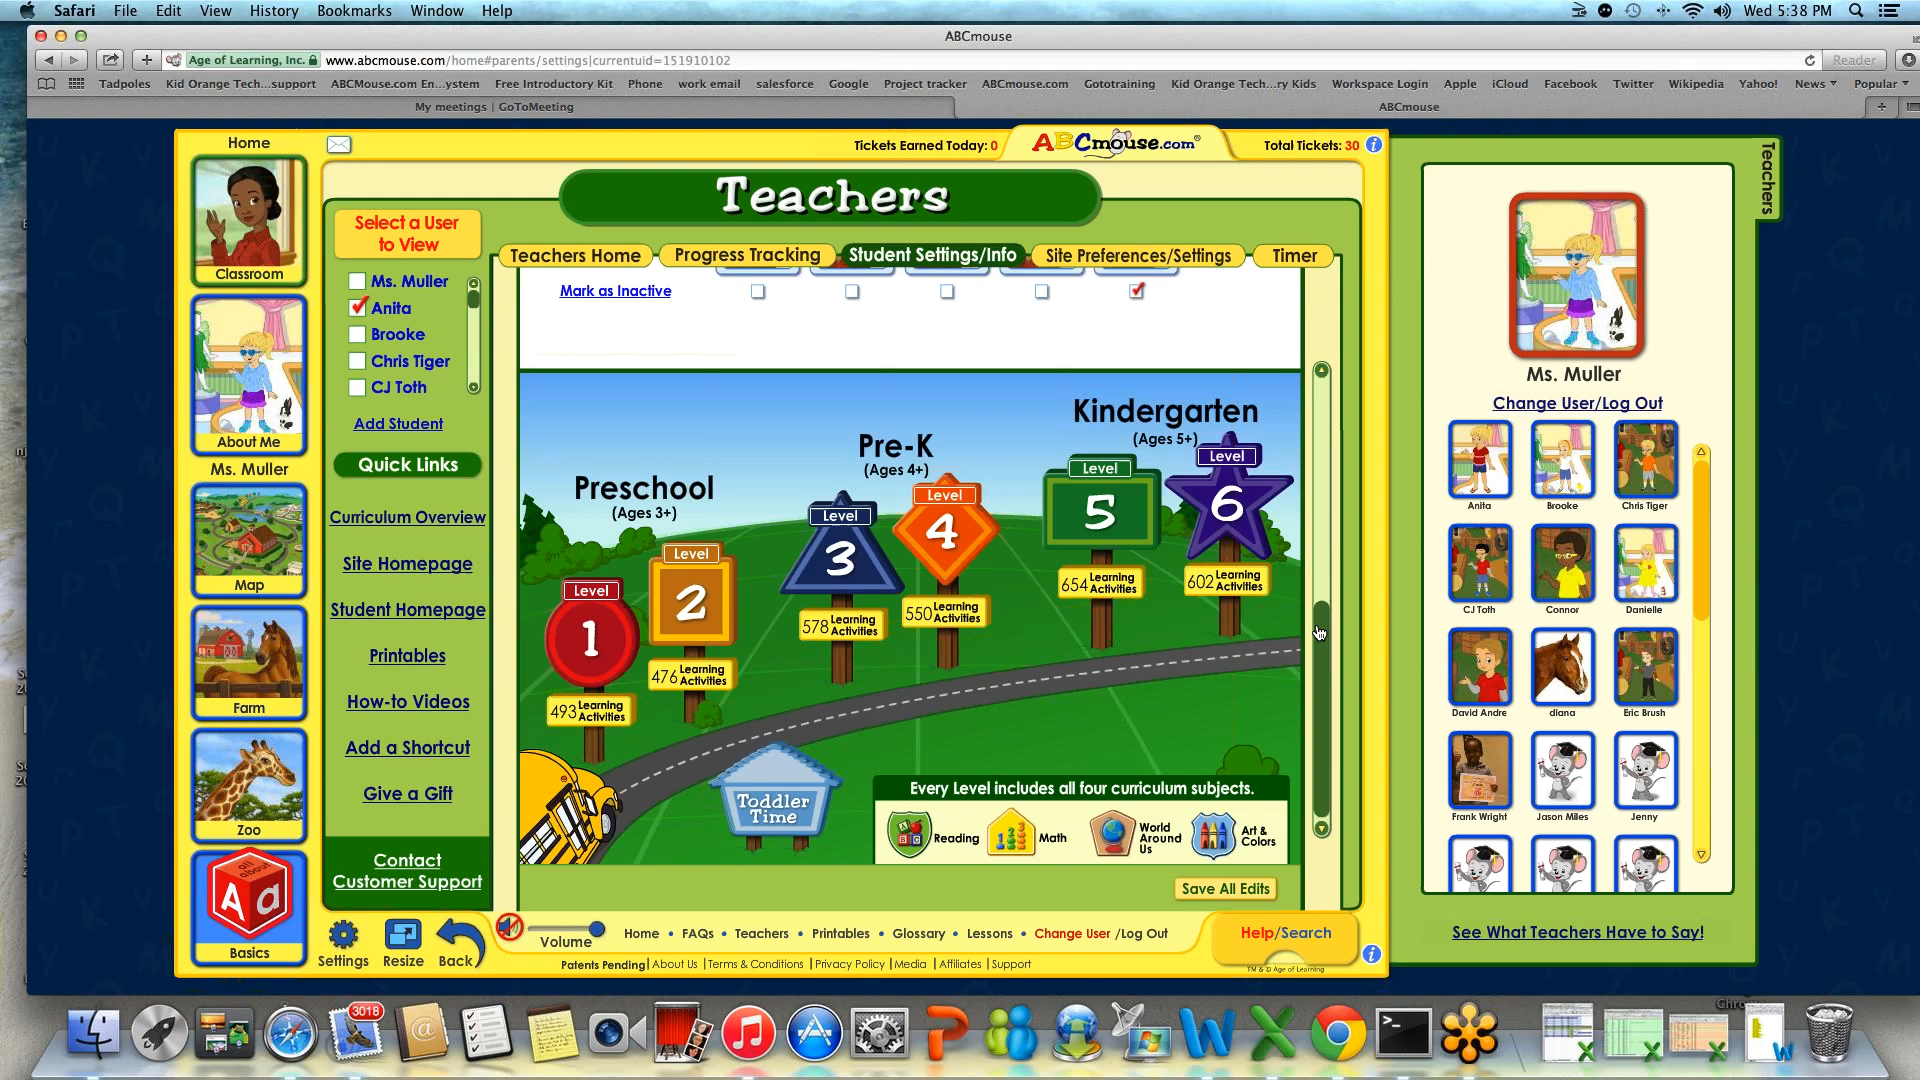 Safari File Edit View History Bookmarks Window Help Wed 5:38 PM
ABCmouse
Age of Learning, Inc. www.abcmouse.com/home#parents/settings|currentuid=151910102 Reader
Tadpoles Kid Orange Tech...support ABCMouse.com En...ystem Free Introductory Kit Phone work email salesforce Google Project tracker ABCmouse.com Gototraining Kid Orange Tech...ry Kids Workspace Login Apple iCloud Facebook Twitter Wikipedia Yahoo! News Popular
My meetings | GoToMeeting ABCmouse
Home
Classroom
About Me
Ms. Muller
Map
Farm
Zoo
Aa
Basics
Tickets Earned Today: 0
ABCmouse.com
Total Tickets: 30
Teachers
Select a User
to View
Ms. Muller
Anita
Brooke
Chris Tiger
CJ Toth
Add Student
Quick Links
Curriculum Overview
Site Homepage
Student Homepage
Printables
How-to Videos
Add a Shortcut
Give a Gift
Contact
Customer Support
Teachers Home Progress Tracking Student Settings/Info Site Preferences/Settings Timer
Mark as Inactive
Preschool
(Ages 3+)
Level
1
493 Learning Activities
Level
2
476 Learning Activities
Pre-K
(Ages 4+)
Level
3
578 Learning Activities
Level
4
550 Learning Activities
Kindergarten
(Ages 5+)
Level
5
654 Learning Activities
Level
6
602 Learning Activities
Toddler
Time
Every Level includes all four curriculum subjects.
Reading
Math
World
Around
Us
Art &
Colors
Save All Edits
Settings Resize Back
Volume
Home • FAQs • Teachers • Printables • Glossary • Lessons • Change User /Log Out
Patents Pending | About Us | Terms & Conditions | Privacy Policy | Media | Affiliates | Support
Help/Search
TM & © Age of Learning
Teachers
Ms. Muller
Change User/Log Out
Anita Brooke Chris Tiger
CJ Toth Connor Danielle
David Andre diana Eric Brush
Frank Wright Jason Miles Jenny
See What Teachers Have to Say!
3018